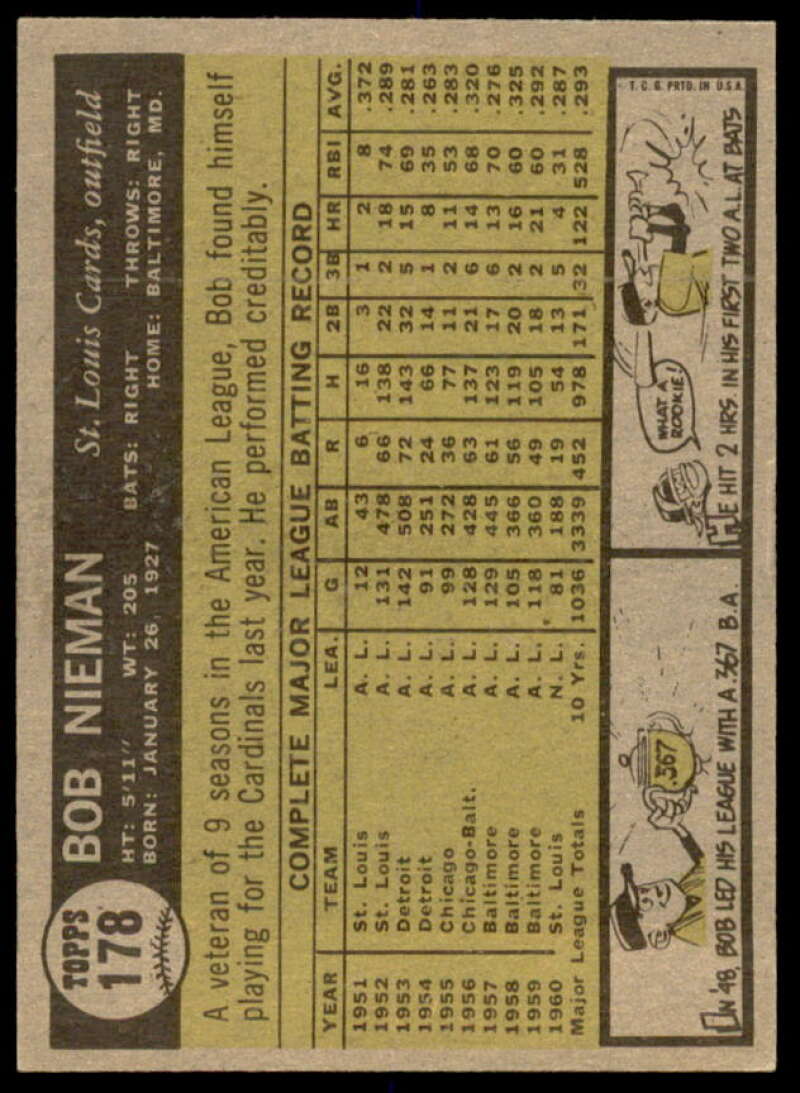 TOPPS
178
BOB NIEMAN St. Louis Cards, outfield
HT: 5'11" WT: 205 BATS: RIGHT THROWS: RIGHT
BORN: JANUARY 26, 1927 HOME: BALTIMORE, MD.
A veteran of 9 seasons in the American League, Bob found himself
playing for the Cardinals last year. He performed creditably.
COMPLETE MAJOR LEAGUE BATTING RECORD
YEAR TEAM LEA. G AB R H 2B 3B HR RBI AVG.
1951 St. Louis A. L. 12 43 6 16 3 1 2 8 .372
1952 St. Louis A. L. 131 478 66 138 22 2 18 74 .289
1953 Detroit A. L. 142 508 72 143 32 5 15 69 .281
1954 Detroit A. L. 91 251 24 66 14 1 8 35 .263
1955 Chicago A. L. 99 272 36 77 11 2 11 53 .283
1956 Chicago-Balt. A. L. 128 428 63 137 21 6 14 68 .320
1957 Baltimore A. L. 129 445 61 123 17 6 13 70 .276
1958 Baltimore A. L. 105 366 56 119 20 2 16 60 .325
1959 Baltimore A. L. 118 360 49 105 18 2 21 60 .292
1960 St. Louis N. L. 81 188 19 54 13 5 4 31 .287
Major League Totals 10 Yrs. 1036 3339 452 978 171 32 122 528 .293
.367
IN '48, BOB LED HIS LEAGUE WITH A .367 B.A.
WHAT A
ROOKIE!
T.C.G. PRTD. IN U.S.A.
HE HIT 2 HRS. IN HIS FIRST TWO A.L. AT BATS